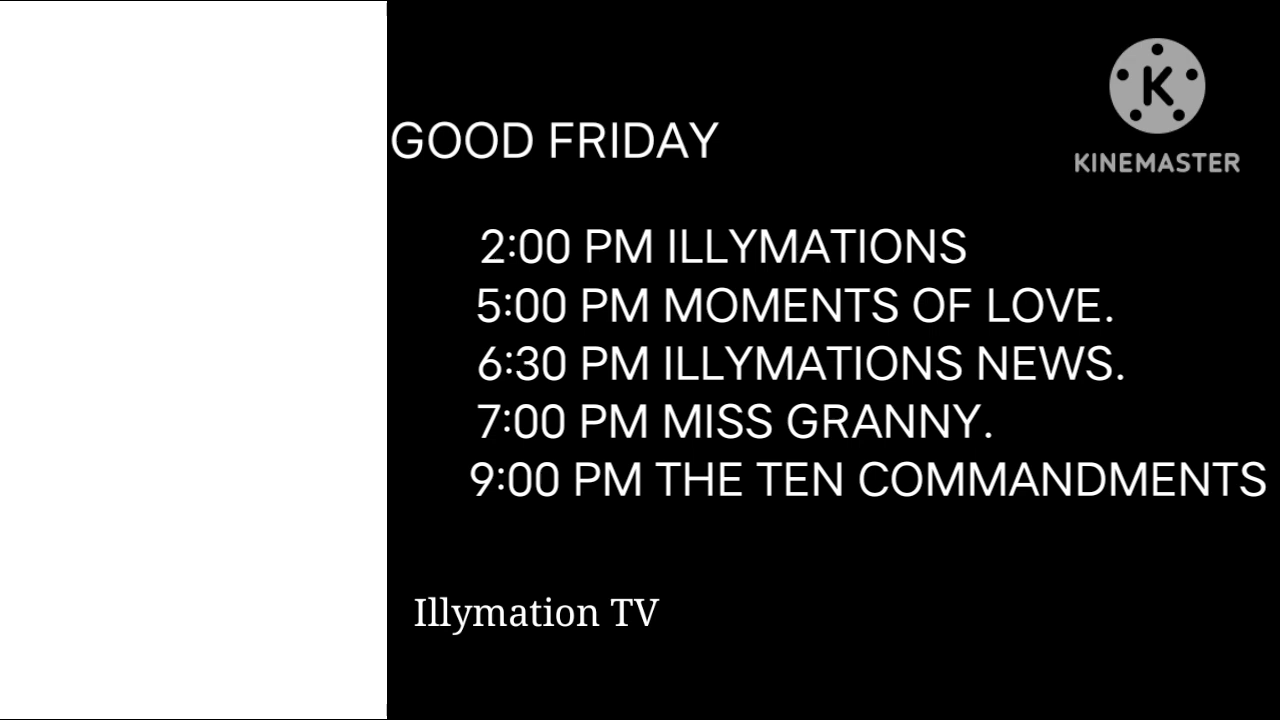 GOOD FRIDAY
K
KINEMASTER
2:00 PM ILLYMATIONS
5:00 PM MOMENTS OF LOVE.
6:30 PM ILLYMATIONS NEWS.
7:00 PM MISS GRANNY.
9:00 PM THE TEN COMMANDMENTS
Illymation TV